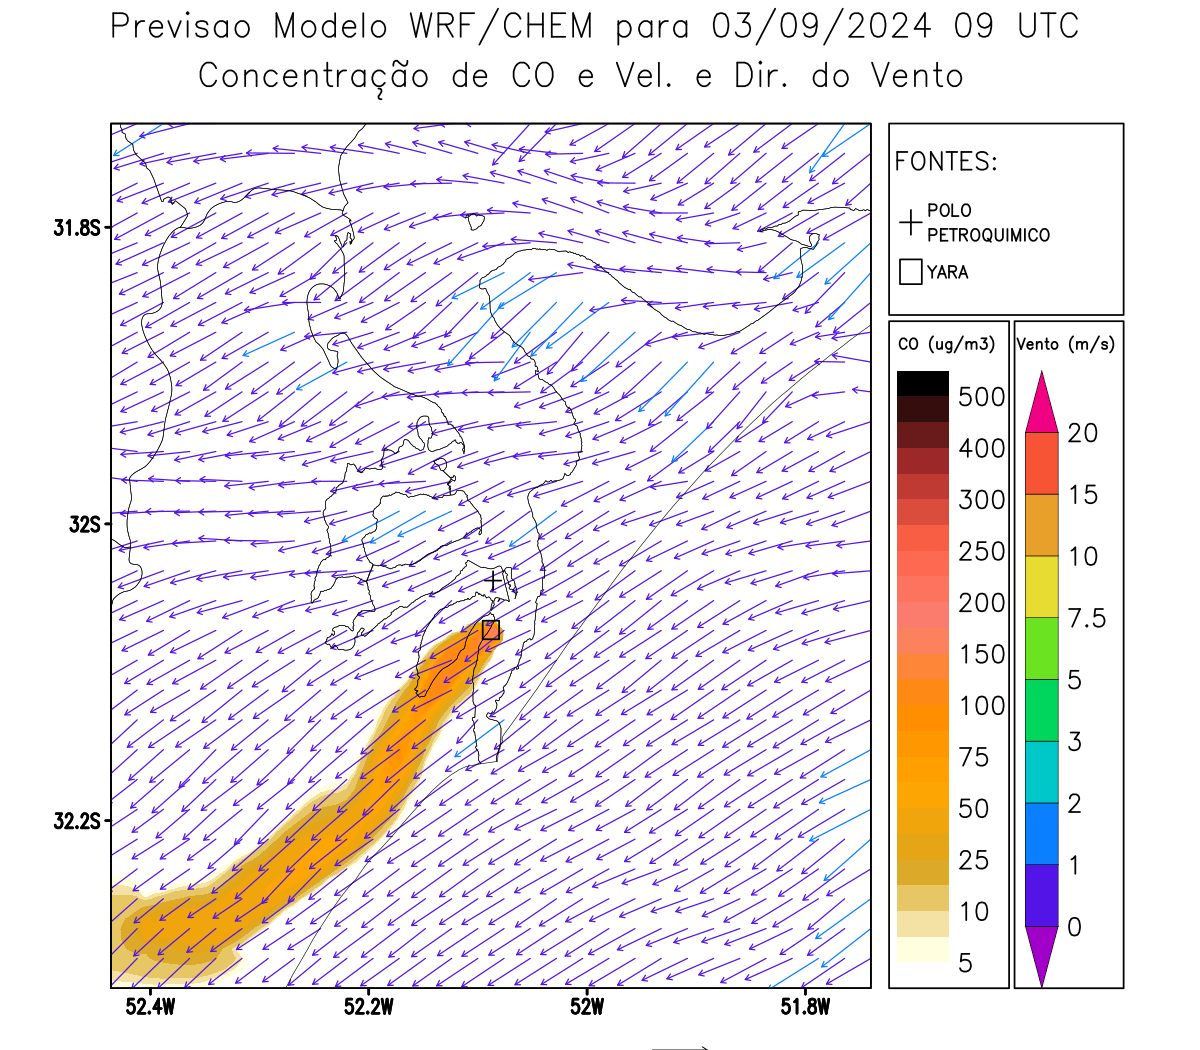 Previsao Modelo WRF/CHEM para 03/09/2024 09 UTC
Concentração de CO e Vel. e Dir. do Vento
FONTES:
POLO
PETROQUIMICO
YARA
CO (ug/m3)
500
400
300
250
200
150
100
75
50
25
10
5
Vento (m/s)
20
15
10
7.5
5
3
2
1
0
31.8S
32S
32.2S
52.4W
52.2W
52W
51.8W